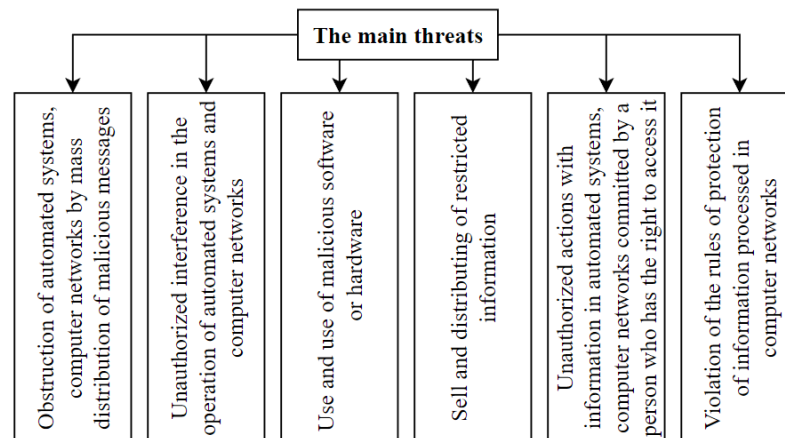 The main threats
Obstruction of automated systems,
computer networks by mass
distribution of malicious messages
Unauthorized interference in the
operation of automated systems and
computer networks
Use and use of malicious software
or hardware
Sell and distributing of restricted
information
Unauthorized actions with
information in automated systems,
computer networks committed by a
person who has the right to access it
Violation of the rules of protection
of information processed in
computer networks